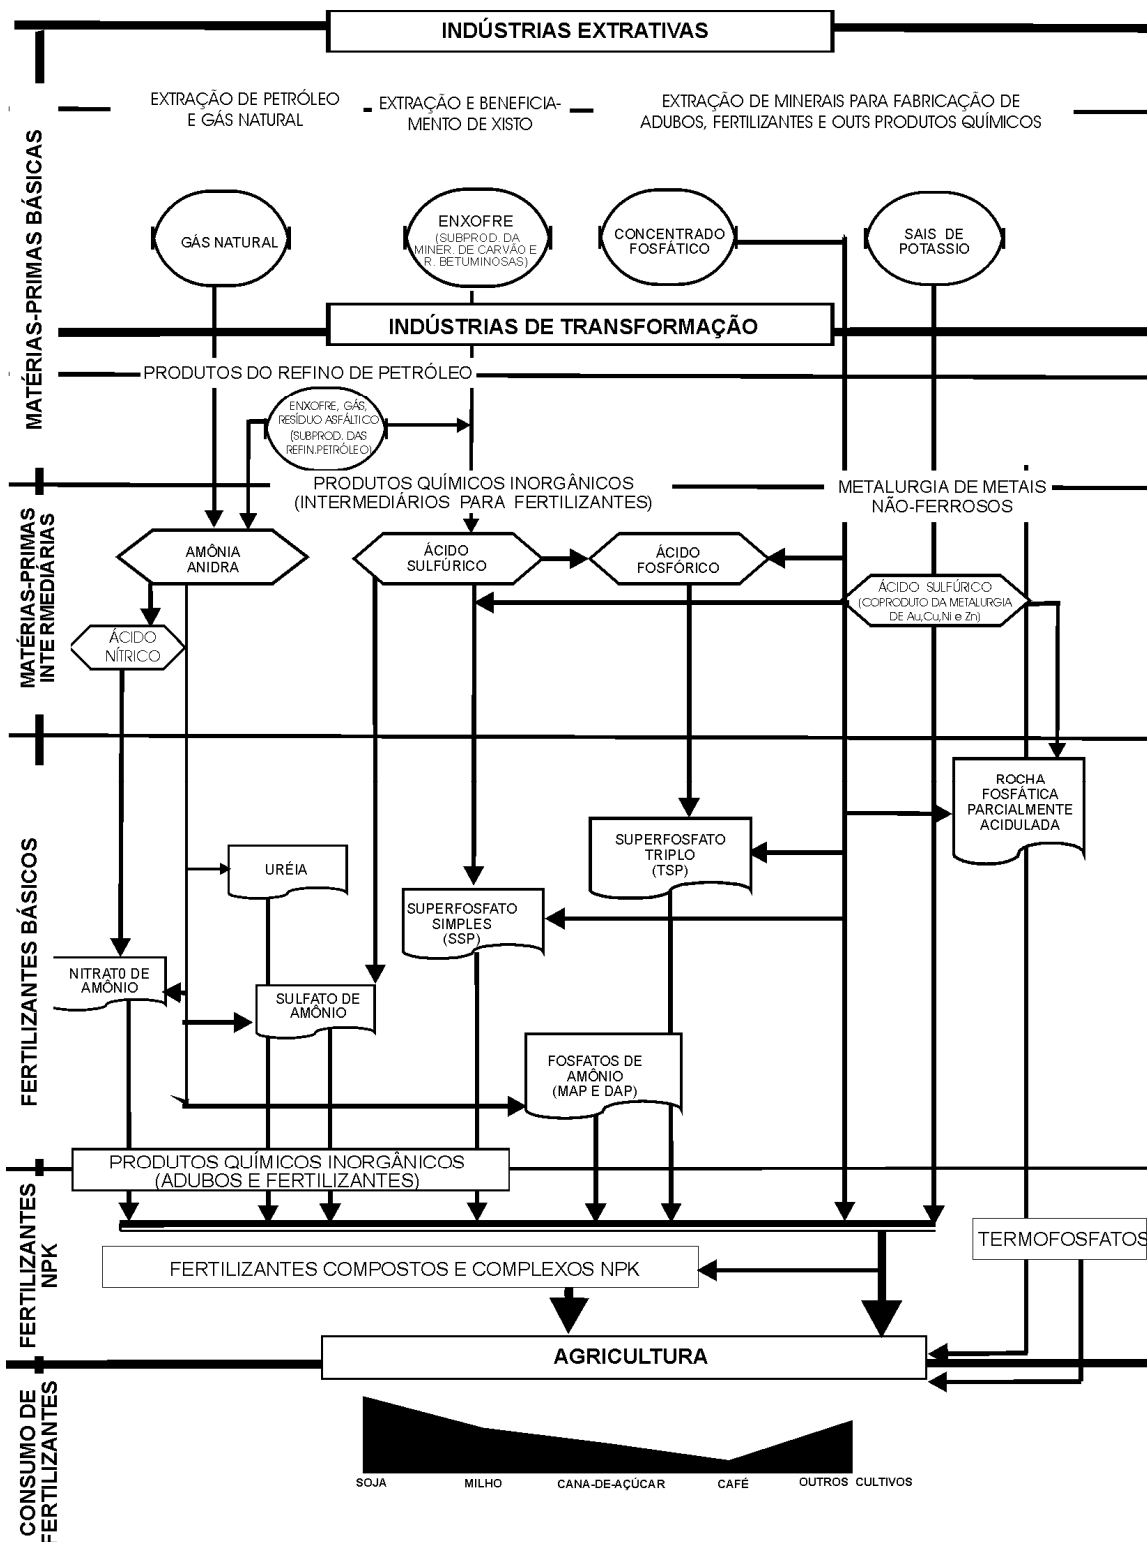 INDÚSTRIAS EXTRATIVAS
EXTRAÇÃO DE PETRÓLEO
E GÁS NATURAL
EXTRAÇÃO E BENEFICIA-
MENTO DE XISTO
EXTRAÇÃO DE MINERAIS PARA FABRICAÇÃO DE
ADUBOS, FERTILIZANTES E OUTS PRODUTOS QUÍMICOS
MATÉRIAS-PRIMAS BÁSICAS
GÁS NATURAL
ENXOFRE
(SUBPROD. DA
MINER. DE CARVÃO E
R. BETUMINOSAS)
CONCENTRADO
FOSFÁTICO
SAIS DE
POTASSIO
INDÚSTRIAS DE TRANSFORMAÇÃO
PRODUTOS DO REFINO DE PETRÓLEO
ENXOFRE, GÁS,
RESÍDUO ASFÁLTICO
(SUBPROD. DAS
REFIN.PETRÓLEO)
PRODUTOS QUÍMICOS INORGÂNICOS
(INTERMEDIÁRIOS PARA FERTILIZANTES)
METALURGIA DE METAIS
NÃO-FERROSOS
MATÉRIAS-PRIMAS
INTE RMEDIÁRIAS
AMÔNIA
ANIDRA
ÁCIDO
SULFÚRICO
ÁCIDO
FOSFÓRICO
ÁCIDO SULFÚRICO
(COPRODUTO DA METALURGIA
DE Au,Cu,Ni e Zn)
ÁCIDO
NÍTRICO
FERTILIZANTES BÁSICOS
ROCHA
FOSFÁTICA
PARCIALMENTE
ACIDULADA
SUPERFOSFATO
TRIPLO
(TSP)
URÉIA
SUPERFOSFATO
SIMPLES
(SSP)
NITRAT0 DE
AMÔNIO
SULFATO DE
AMÔNIO
FOSFATOS DE
AMÔNIO
(MAP E DAP)
PRODUTOS QUÍMICOS INORGÂNICOS
(ADUBOS E FERTILIZANTES)
FERTILIZANTES
NPK
TERMOFOSFATOS
FERTILIZANTES COMPOSTOS E COMPLEXOS NPK
AGRICULTURA
CONSUMO DE
FERTILIZANTES
SOJA
MILHO
CANA-DE-AÇÚCAR
CAFÉ
OUTROS CULTIVOS